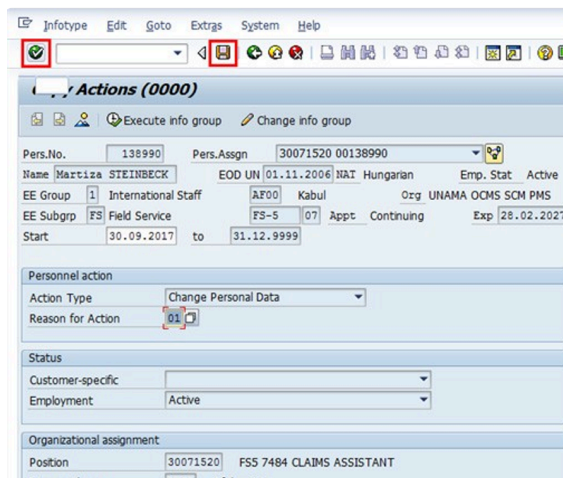 Infotype Edit Goto Extras System Help
Actions (0000)
Execute info group Change info group
Pers.No. 138990 Pers.Assgn 30071520 00138990
Name Martiza STEINBECK EOD UN 01.11.2006 NAT Hungarian Emp. Stat Active
EE Group 1 International Staff AF00 Kabul Org UNAMA OCMS SCM PMS
EE Subgrp FS Field Service FS-5 07 Appt Continuing Exp 28.02.2027
Start 30.09.2017 to 31.12.9999
Personnel action
Action Type Change Personal Data
Reason for Action 01
Status
Customer-specific
Employment Active
Organizational assignment
Position 30071520 FS5 7484 CLAIMS ASSISTANT